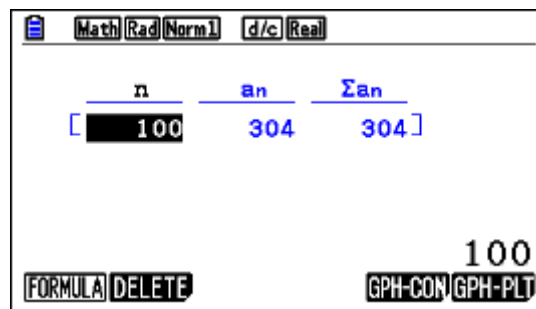 Math Rad Norm1 d/c Real
n an Σan
[ 100 304 304 ]
100
FORMULA DELETE GPH-CON GPH-PLT